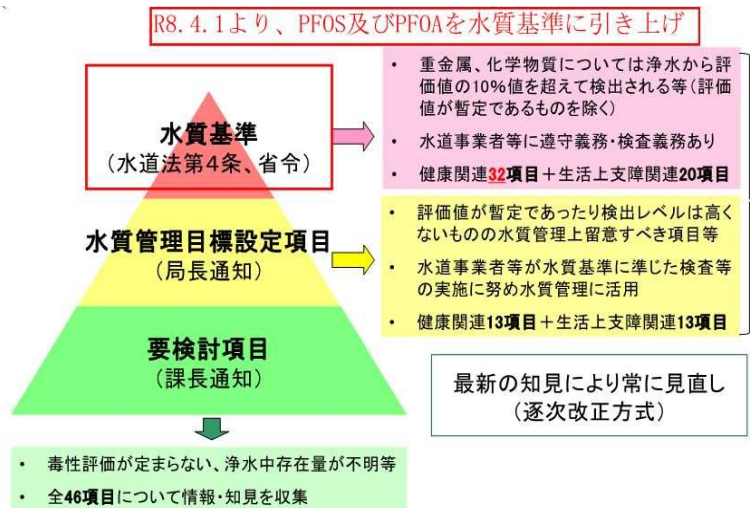 R8.4.1より、PFOS及びPFOAを水質基準に引き上げ
水質基準
（水道法第4条、省令）
・ 重金属、化学物質については浄水から評
価値の10%値を超えて検出される等（評価
値が暫定であるものを除く）
・ 水道事業者等に遵守義務・検査義務あり
・ 健康関連32項目＋生活上支障関連20項目
水質管理目標設定項目
（局長通知）
・ 評価値が暫定であったり検出レベルは高く
ないものの水質管理上留意すべき項目等
・ 水道事業者等が水質基準に準じた検査等
の実施に努め水質管理に活用
・ 健康関連13項目＋生活上支障関連13項目
要検討項目
（課長通知）
最新の知見により常に見直し
（逐次改正方式）
・ 毒性評価が定まらない、浄水中存在量が不明等
・ 全46項目について情報・知見を収集